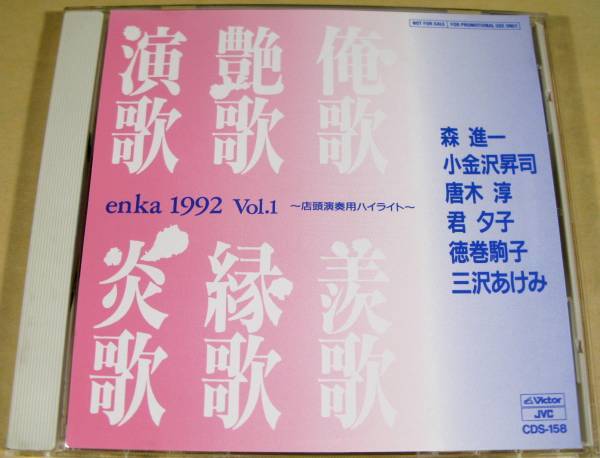 NOT FOR SALE FOR PROMOTIONAL USE ONLY
演歌
艶歌
俺歌
enka 1992 Vol.1 〜店頭演奏用ハイライト〜
炎歌
縁歌
羨歌
森 進一
小金沢昇司
唐木 淳
君 夕子
徳巻駒子
三沢あけみ
Victor
JVC
CDS-158